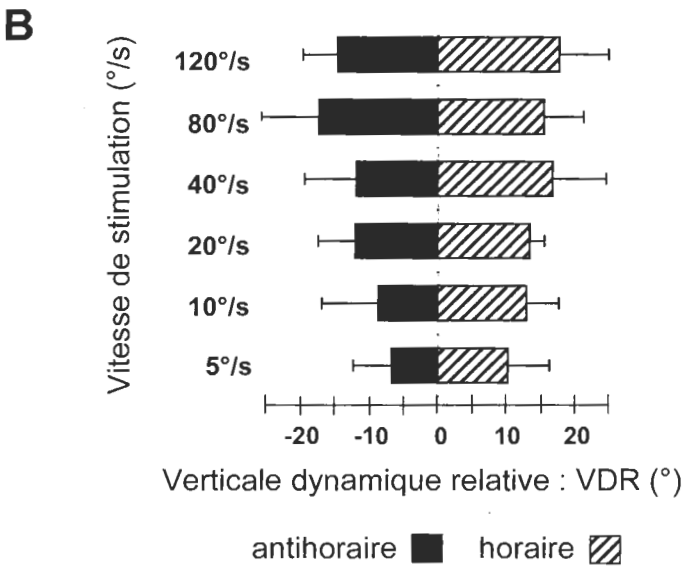 B
Vitesse de stimulation (°/s)
120°/s
80°/s
40°/s
20°/s
10°/s
5°/s
-20 -10 0 10 20
Verticale dynamique relative : VDR (°)
antihoraire horaire